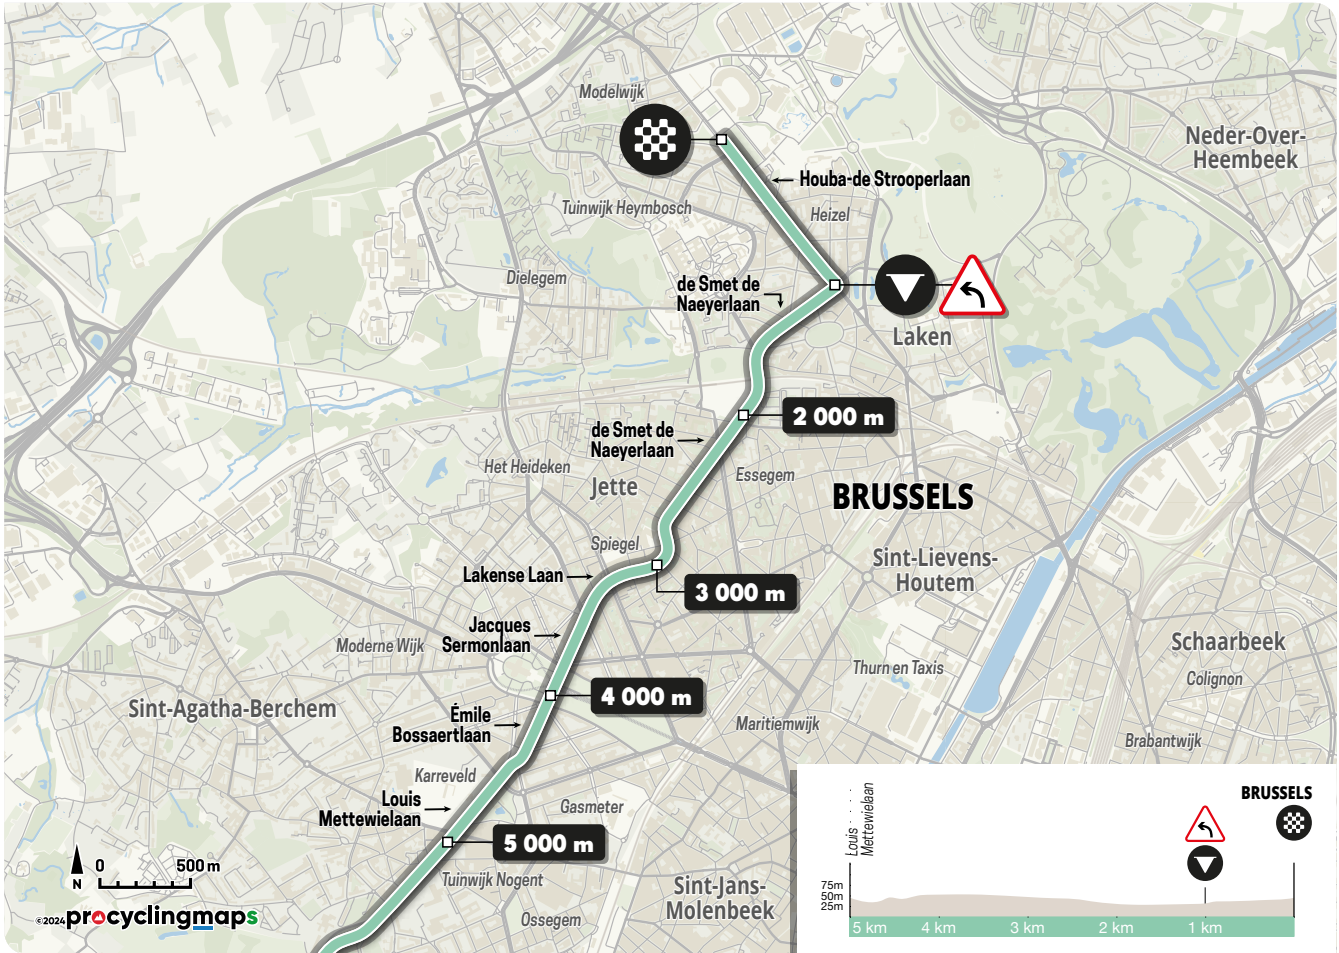 Modelwijk
Neder-Over-
Heembeek
Houba-de Strooperlaan
Tuinwijk Heymbosch
Heizel
Dielegem
de Smet de
Naeyerlaan
Laken
2 000 m
de Smet de
Naeyerlaan
Het Heideken
Essegem
Jette
BRUSSELS
Spiegel
Sint-Lievens-
Houtem
Lakense Laan
3 000 m
Jacques
Sermonlaan
Moderne Wijk
Schaarbeek
Thurn en Taxis
Colignon
4 000 m
Sint-Agatha-Berchem
Émile
Bossaertlaan
Maritiemwijk
Brabantwijk
Karreveld
Louis
Mettewielaan
Gasmeter
5 000 m
Tuinwijk Nogent
Sint-Jans-
Molenbeek
Ossegem
N
0 500 m
©2024 procyclingmaps
Louis
Mettewielaan
BRUSSELS
75m
50m
25m
5 km 4 km 3 km 2 km 1 km